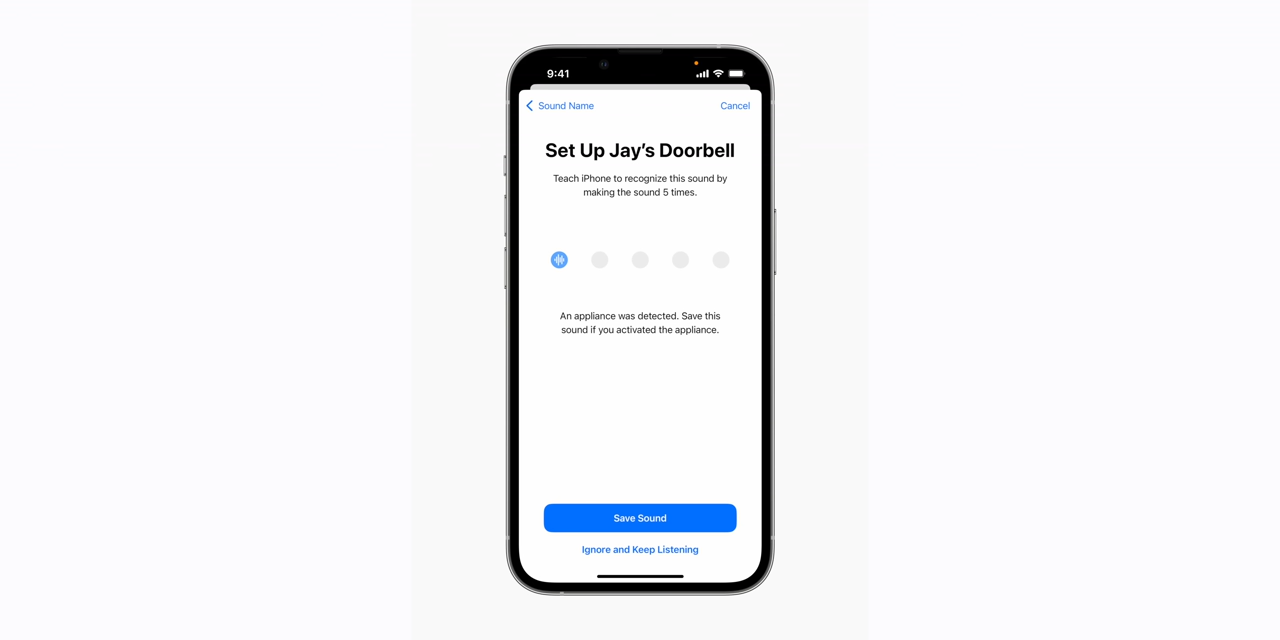 9:41
Sound Name
Cancel
Set Up Jay’s Doorbell
Teach iPhone to recognize this sound by
making the sound 5 times.
An appliance was detected. Save this
sound if you activated the appliance.
Save Sound
Ignore and Keep Listening